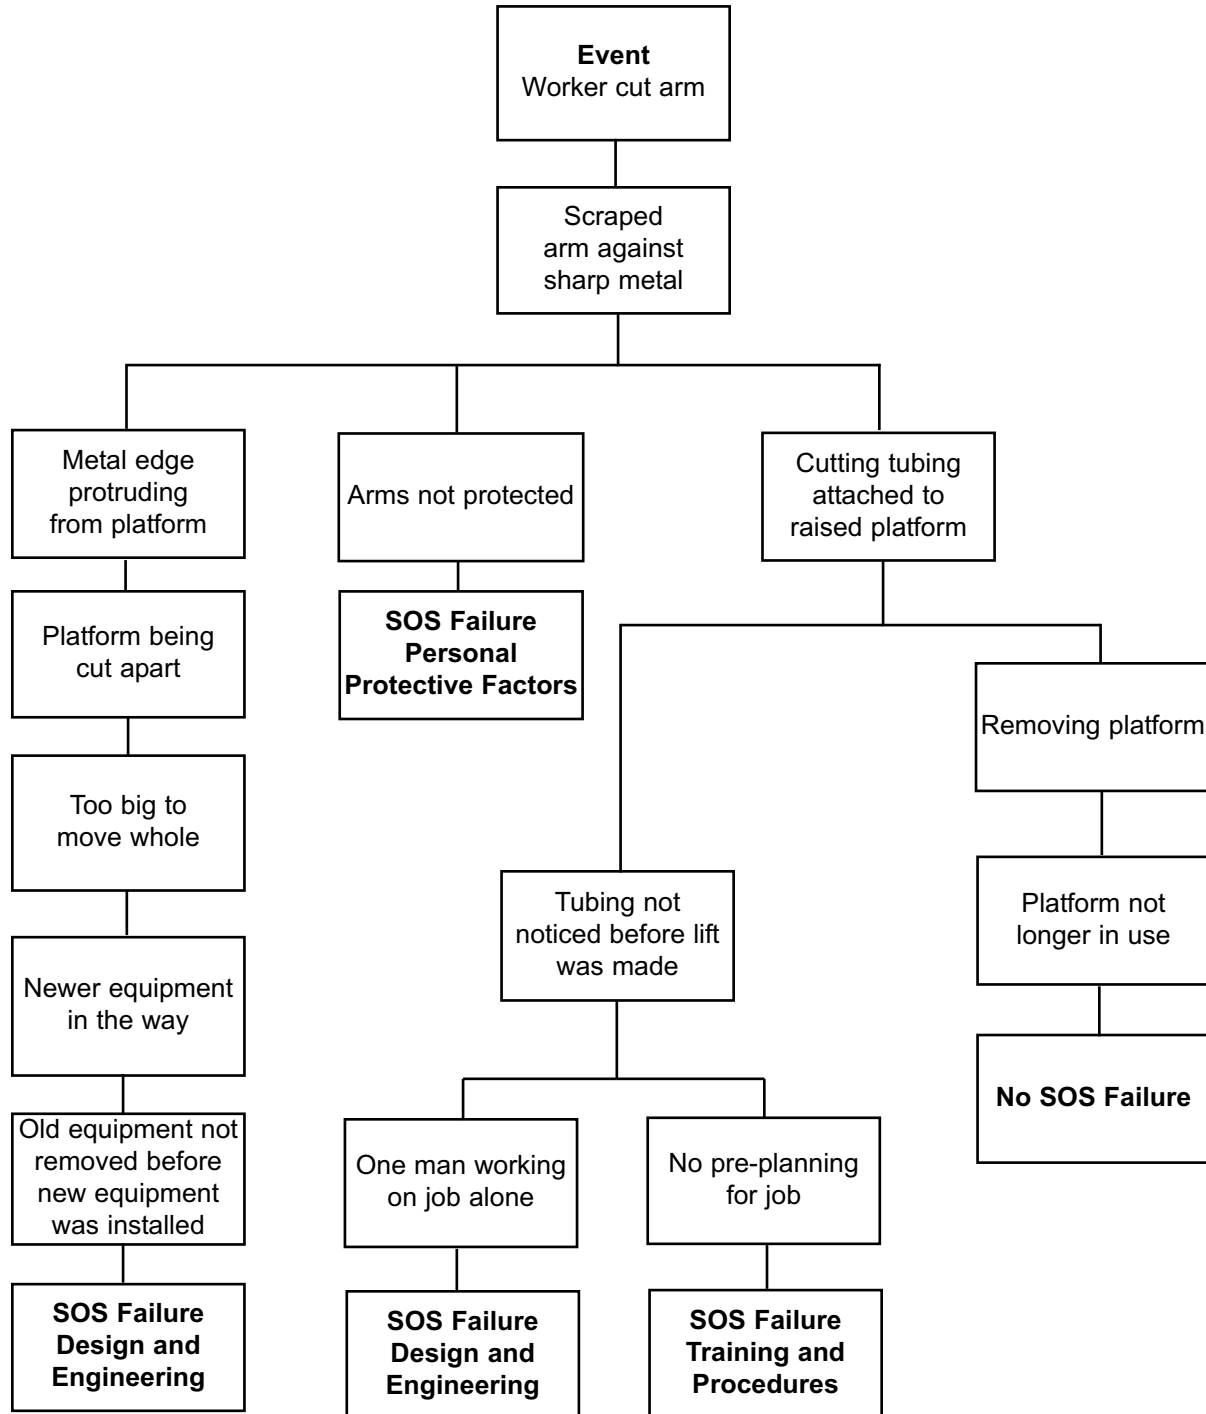 Event
Worker cut arm
Scraped
arm against
sharp metal
Metal edge
protruding
from platform
Arms not protected
Cutting tubing
attached to
raised platform
Platform being
cut apart
SOS Failure
Personal
Protective Factors
Removing platform
Too big to
move whole
Tubing not
noticed before lift
was made
Platform not
longer in use
Newer equipment
in the way
No SOS Failure
Old equipment not
removed before
new equipment
was installed
One man working
on job alone
No pre-planning
for job
SOS Failure
Design and
Engineering
SOS Failure
Design and
Engineering
SOS Failure
Training and
Procedures